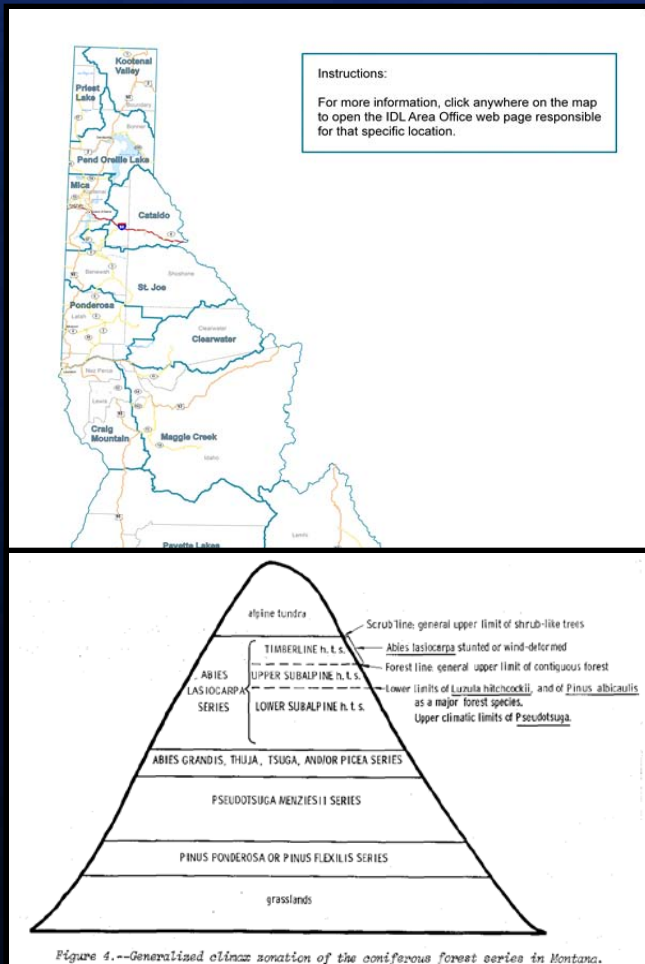 Kootenai
Valley
Priest
Lake
Boundary
Bonner
Pend Oreille Lake
Mica
Kootenai
Cataldo
Benewah
Shoshone
St. Joe
Ponderosa
Latah
Clearwater
Clearwater
Nez Perce
Lewis
Craig
Mountain
Maggie Creek
Idaho
Payette Lakes
Lemhi
Instructions:
For more information, click anywhere on the map
to open the IDL Area Office web page responsible
for that specific location.
alpine tundra
Scrub line: general upper limit of shrub-like trees
TIMBERLINE h. t. s.
Abies lasiocarpa stunted or wind-deformed
Forest line: general upper limit of contiguous forest
ABIES
LASIOCARPA
SERIES
UPPER SUBALPINE h. t. s.
Lower limits of Luzula hitchcockii, and of Pinus albicaulis
as a major forest species.
Upper climatic limits of Pseudotsuga.
LOWER SUBALPINE h. t. s.
ABIES GRANDIS, THUJA, TSUGA, AND/OR PICEA SERIES
PSEUDOTSUGA MENZIESII SERIES
PINUS PONDEROSA OR PINUS FLEXILIS SERIES
grasslands
Figure 4.--Generalized climax zonation of the coniferous forest series in Montana.